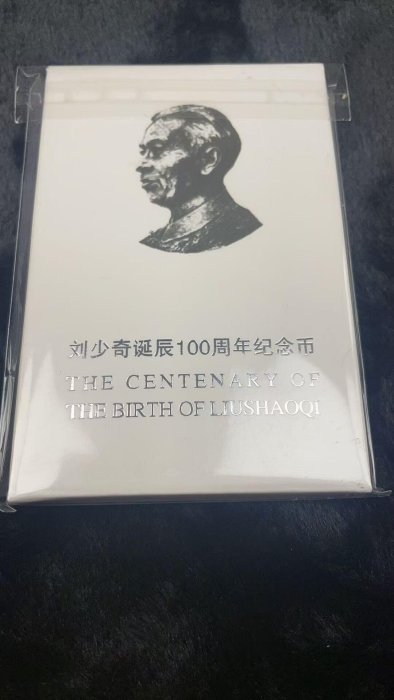 刘少奇诞辰100周年纪念币
THE CENTENARY OF
THE BIRTH OF LIUSHAOQI